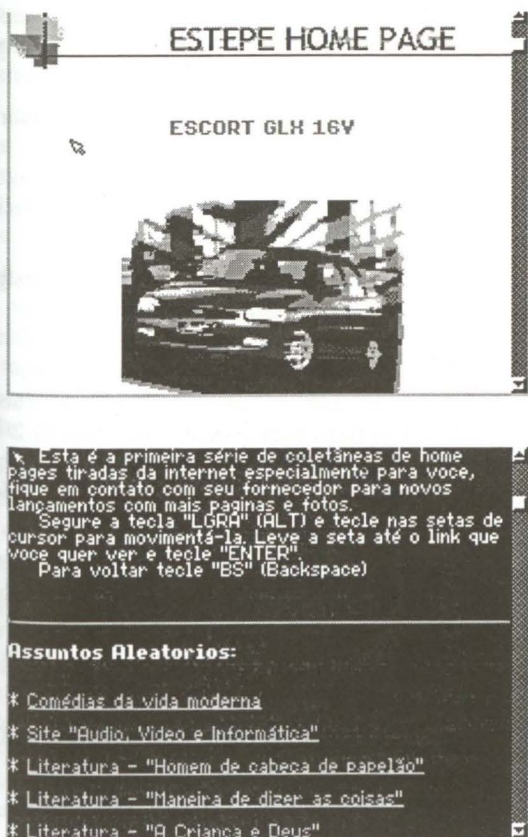 ESTEPE HOME PAGE
ESCORT GLX 16V
Esta é a primeira série de coletâneas de home
pages tiradas da internet especialmente para voce,
fique em contato com seu fornecedor para novos
lançamentos com mais paginas e fotos.
Segure a tecla "LGRA" (ALT) e tecle nas setas de
cursor para movimentá-la. Leve a seta até o link que
voce quer ver e tecle "ENTER".
Para voltar tecle "BS" (Backspace)
Assuntos Aleatorios:
* Comédias da vida moderna
* Site "Audio, Video e Informática"
* Literatura - "Homem de cabeca de papelão"
* Literatura - "Maneira de dizer as coisas"
* Literatura - "A Criança e Deus"